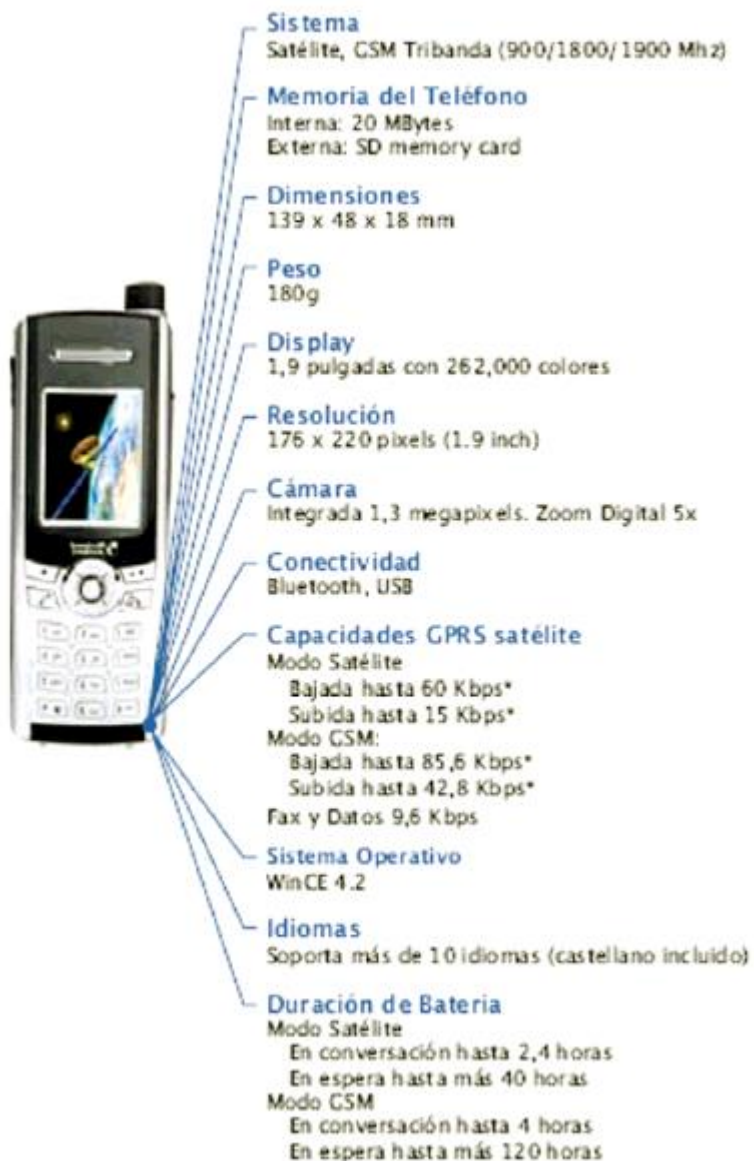 Sistema
Satélite, GSM Tribanda (900/1800/1900 Mhz)
Memoria del Teléfono
Interna: 20 MBytes
Externa: SD memory card
Dimensiones
139 x 48 x 18 mm
Peso
180g
Display
1,9 pulgadas con 262,000 colores
Resolución
176 x 220 pixels (1.9 inch)
Cámara
Integrada 1,3 megapixels. Zoom Digital 5x
Conectividad
Bluetooth, USB
Capacidades GPRS satélite
Modo Satélite
Bajada hasta 60 Kbps*
Subida hasta 15 Kbps*
Modo GSM:
Bajada hasta 85,6 Kbps*
Subida hasta 42,8 Kbps*
Fax y Datos 9,6 Kbps
Sistema Operativo
WinCE 4.2
Idiomas
Soporta más de 10 idiomas (castellano incluido)
Duración de Bateria
Modo Satélite
En conversación hasta 2,4 horas
En espera hasta más 40 horas
Modo GSM
En conversación hasta 4 horas
En espera hasta más 120 horas